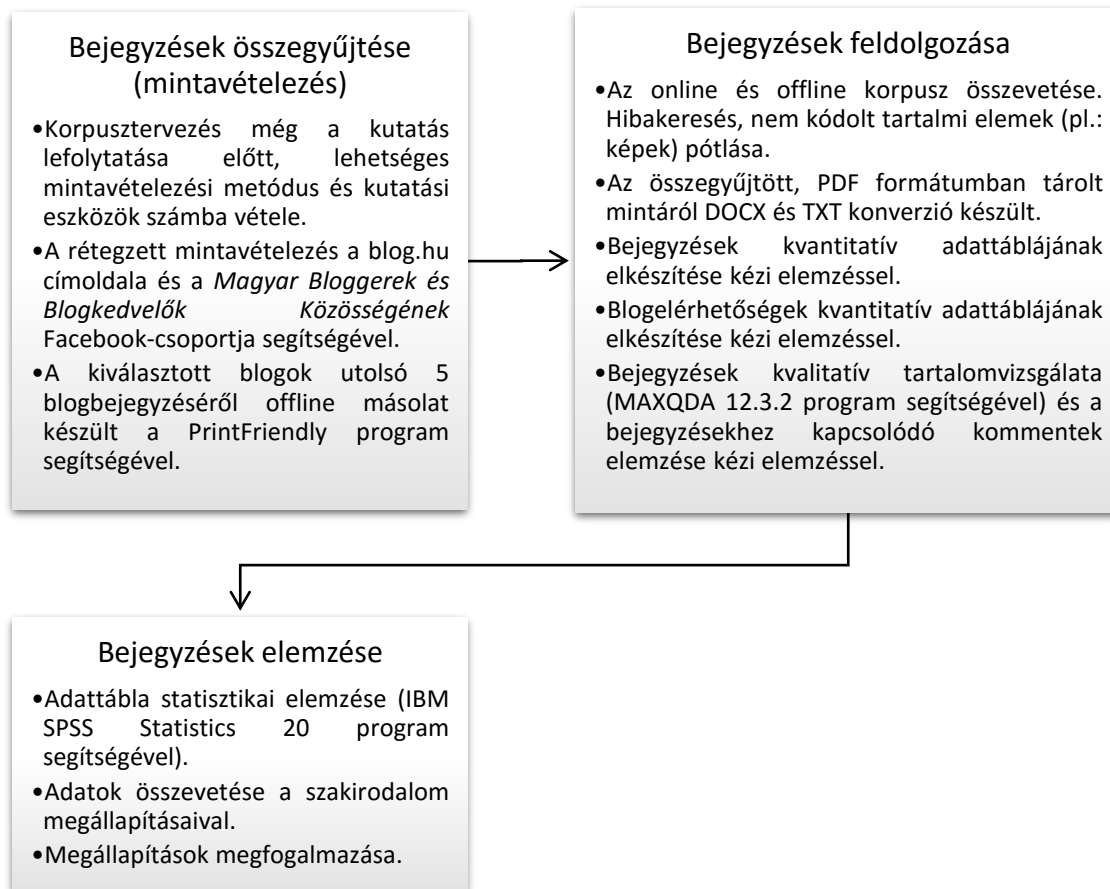 Bejegyzések összegyűjtése
(mintavételezés)
•Korpusztervezés még a kutatás
lefolytatása előtt, lehetséges
mintavételezési metódus és kutatási
eszközök számba vétele.
•A rétegzett mintavételezés a blog.hu
címoldala és a Magyar Bloggerek és
Blogkedvelők Közösségének
Facebook-csoportja segítségével.
•A kiválasztott blogok utolsó 5
blogbejegyzéséről offline másolat
készült a PrintFriendly program
segítségével.
Bejegyzések feldolgozása
•Az online és offline korpusz összevetése.
Hibakeresés, nem kódolt tartalmi elemek (pl.:
képek) pótlása.
•Az összegyűjtött, PDF formátumban tárolt
mintáról DOCX és TXT konverzió készült.
•Bejegyzések kvantitatív adattáblájának
elkészítése kézi elemzéssel.
•Blogelérhetőségek kvantitatív adattáblájának
elkészítése kézi elemzéssel.
•Bejegyzések kvalitatív tartalomvizsgálata
(MAXQDA 12.3.2 program segítségével) és a
bejegyzésekhez kapcsolódó kommentek
elemzése kézi elemzéssel.
Bejegyzések elemzése
•Adattábla statisztikai elemzése (IBM
SPSS Statistics 20 program
segítségével).
•Adatok összevetése a szakirodalom
megállapításaival.
•Megállapítások megfogalmazása.